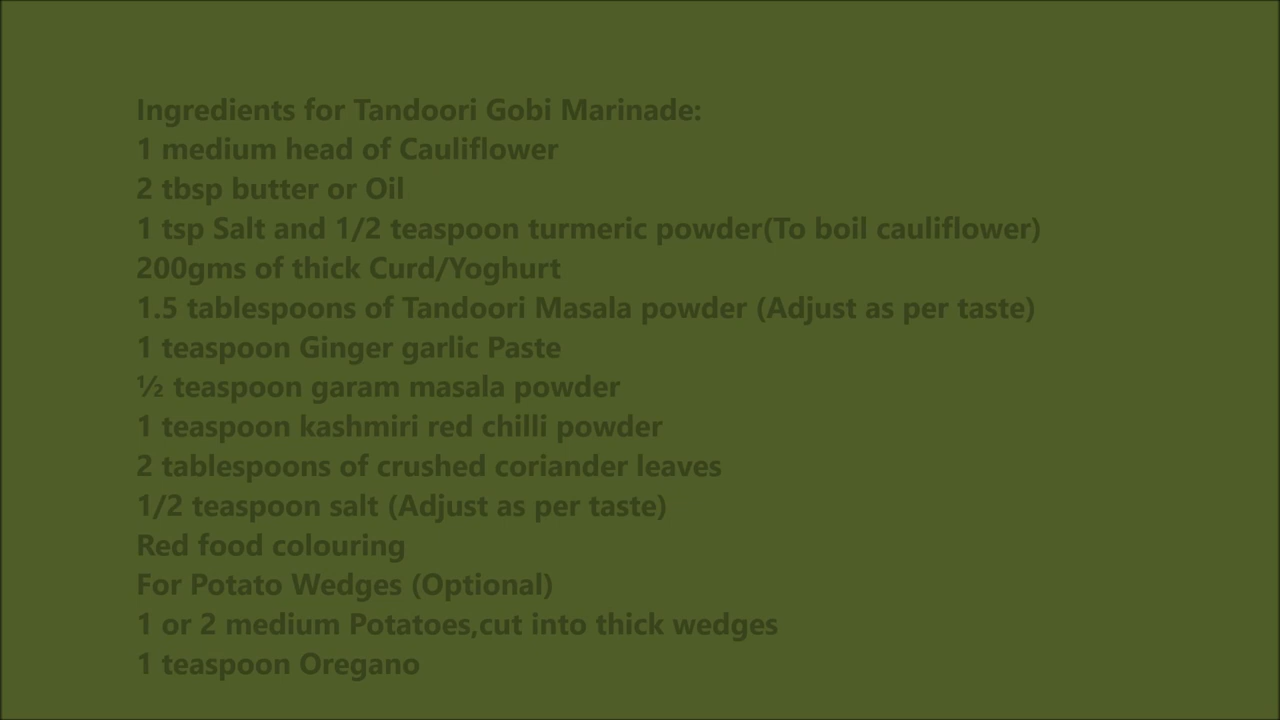 Ingredients for Tandoori Gobi Marinade:
1 medium head of Cauliflower
2 tbsp butter or Oil
1 tsp Salt and 1/2 teaspoon turmeric powder(To boil cauliflower)
200gms of thick Curd/Yoghurt
1.5 tablespoons of Tandoori Masala powder (Adjust as per taste)
1 teaspoon Ginger garlic Paste
½ teaspoon garam masala powder
1 teaspoon kashmiri red chilli powder
2 tablespoons of crushed coriander leaves
1/2 teaspoon salt (Adjust as per taste)
Red food colouring
For Potato Wedges (Optional)
1 or 2 medium Potatoes,cut into thick wedges
1 teaspoon Oregano